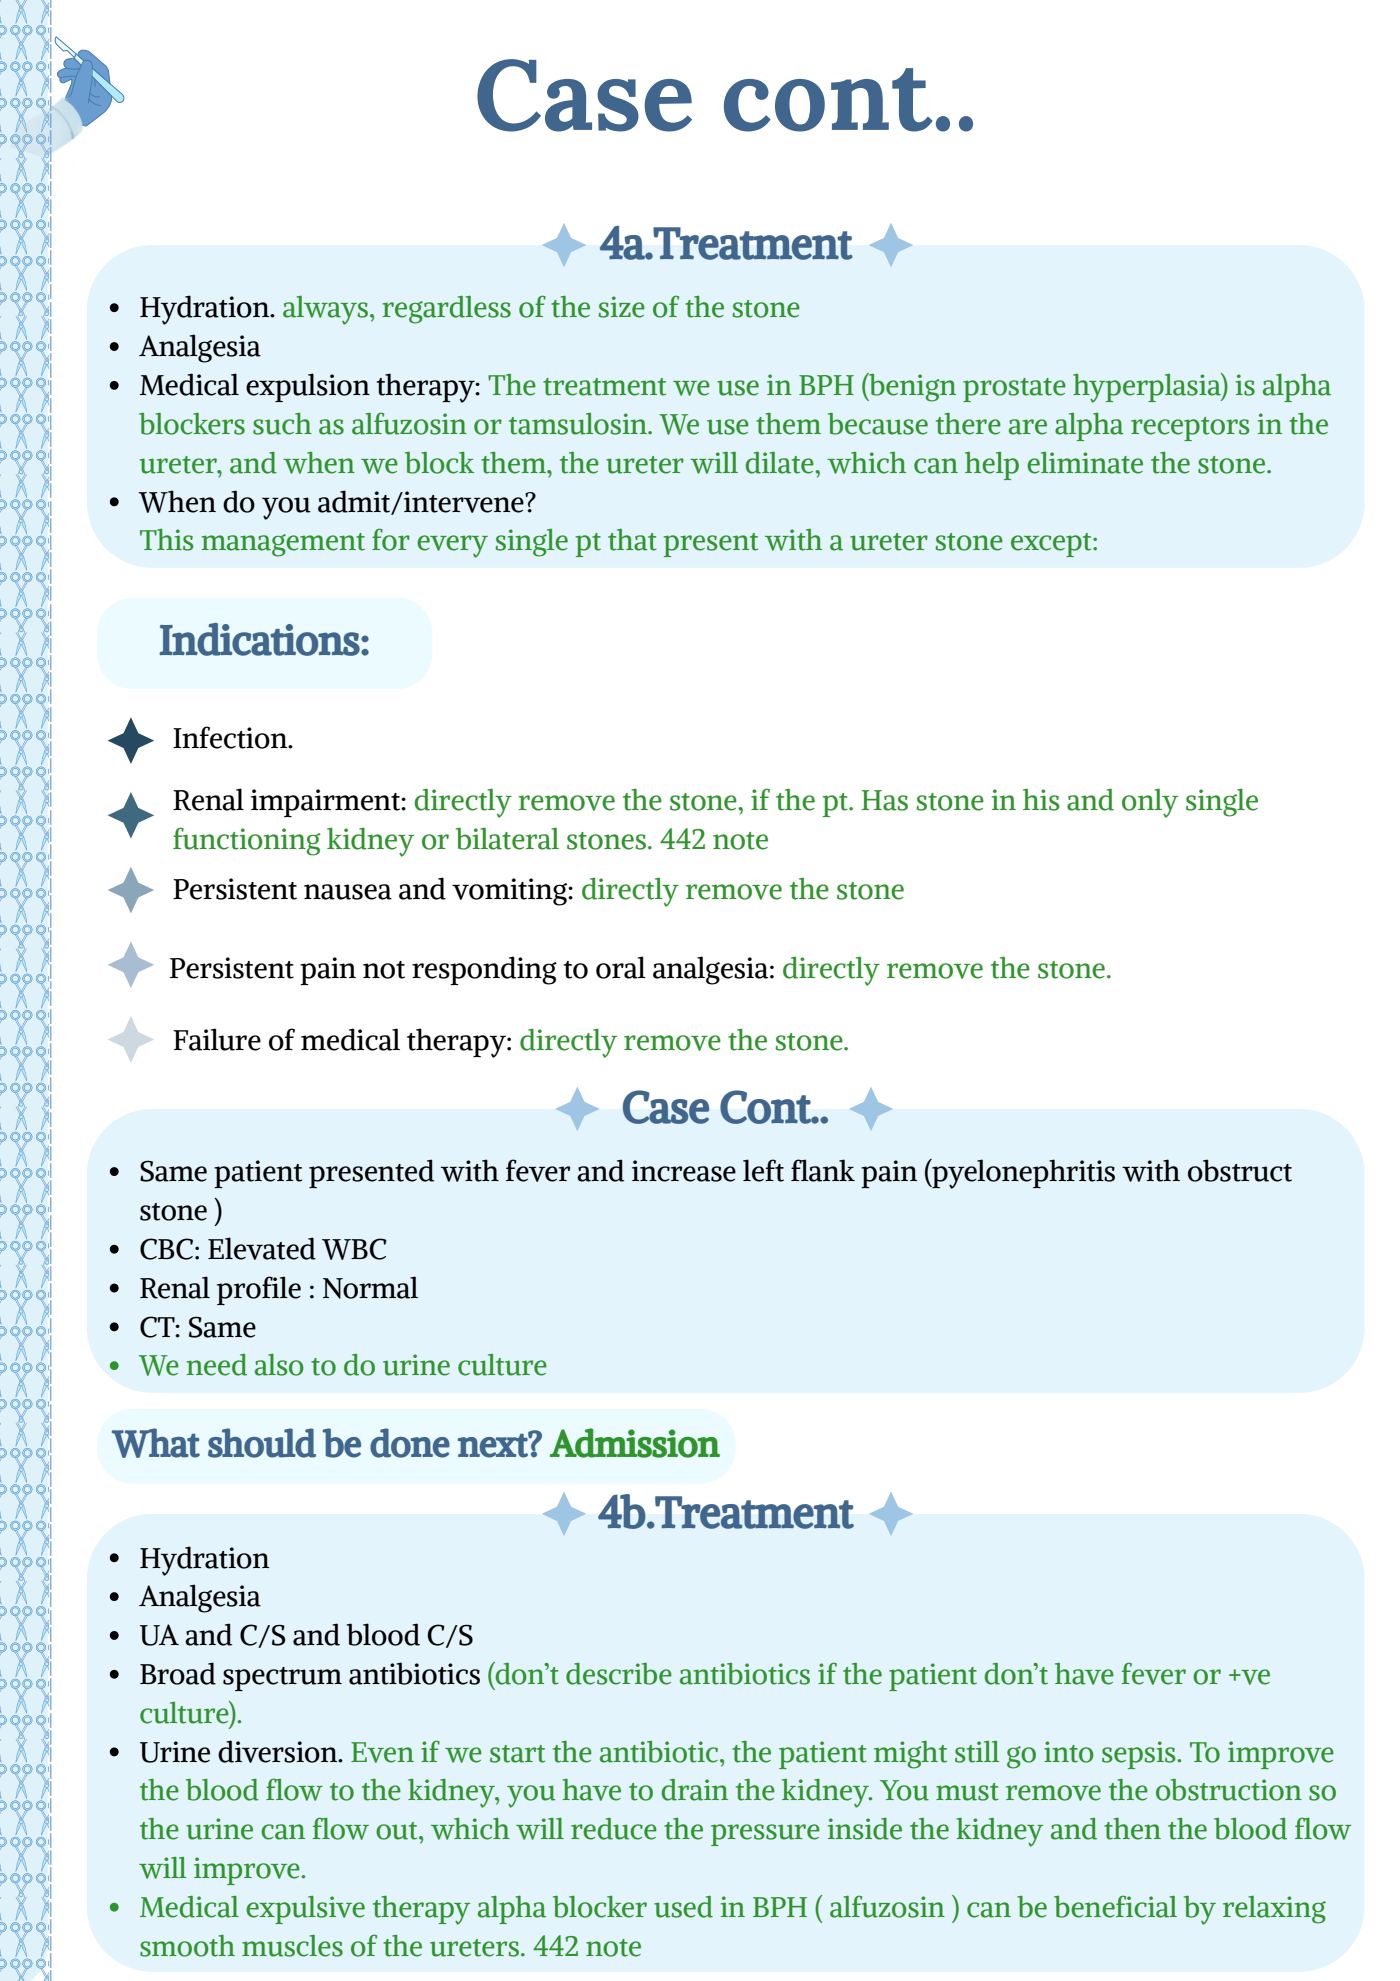 Case cont..
4a.Treatment
• Hydration. always, regardless of the size of the stone
• Analgesia
• Medical expulsion therapy: The treatment we use in BPH (benign prostate hyperplasia) is alpha
blockers such as alfuzosin or tamsulosin. We use them because there are alpha receptors in the
ureter, and when we block them, the ureter will dilate, which can help eliminate the stone.
• When do you admit/intervene?
This management for every single pt that present with a ureter stone except:
Indications:
Infection.
Renal impairment: directly remove the stone, if the pt. Has stone in his and only single
functioning kidney or bilateral stones. 442 note
Persistent nausea and vomiting: directly remove the stone
Persistent pain not responding to oral analgesia: directly remove the stone.
Failure of medical therapy: directly remove the stone.
Case Cont..
• Same patient presented with fever and increase left flank pain (pyelonephritis with obstruct
stone )
• CBC: Elevated WBC
• Renal profile : Normal
• CT: Same
• We need also to do urine culture
What should be done next? Admission
4b.Treatment
• Hydration
• Analgesia
• UA and C/S and blood C/S
• Broad spectrum antibiotics (don’t describe antibiotics if the patient don’t have fever or +ve
culture).
• Urine diversion. Even if we start the antibiotic, the patient might still go into sepsis. To improve
the blood flow to the kidney, you have to drain the kidney. You must remove the obstruction so
the urine can flow out, which will reduce the pressure inside the kidney and then the blood flow
will improve.
• Medical expulsive therapy alpha blocker used in BPH ( alfuzosin ) can be beneficial by relaxing
smooth muscles of the ureters. 442 note